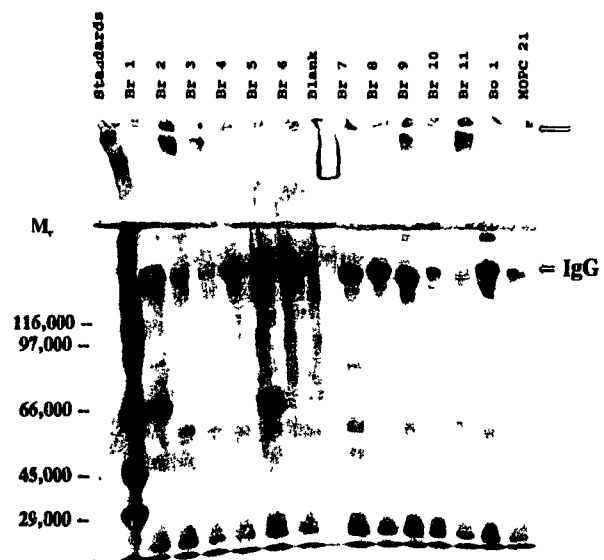 Standards
Br 1
Br 2
Br 3
Br 4
Br 5
Br 6
Blank
Br 7
Br 8
Br 9
Br 10
Br 11
Bo 1
MOPC 21
Mr
⇐ IgG
116,000 –
97,000 –
66,000 –
45,000 –
29,000 –